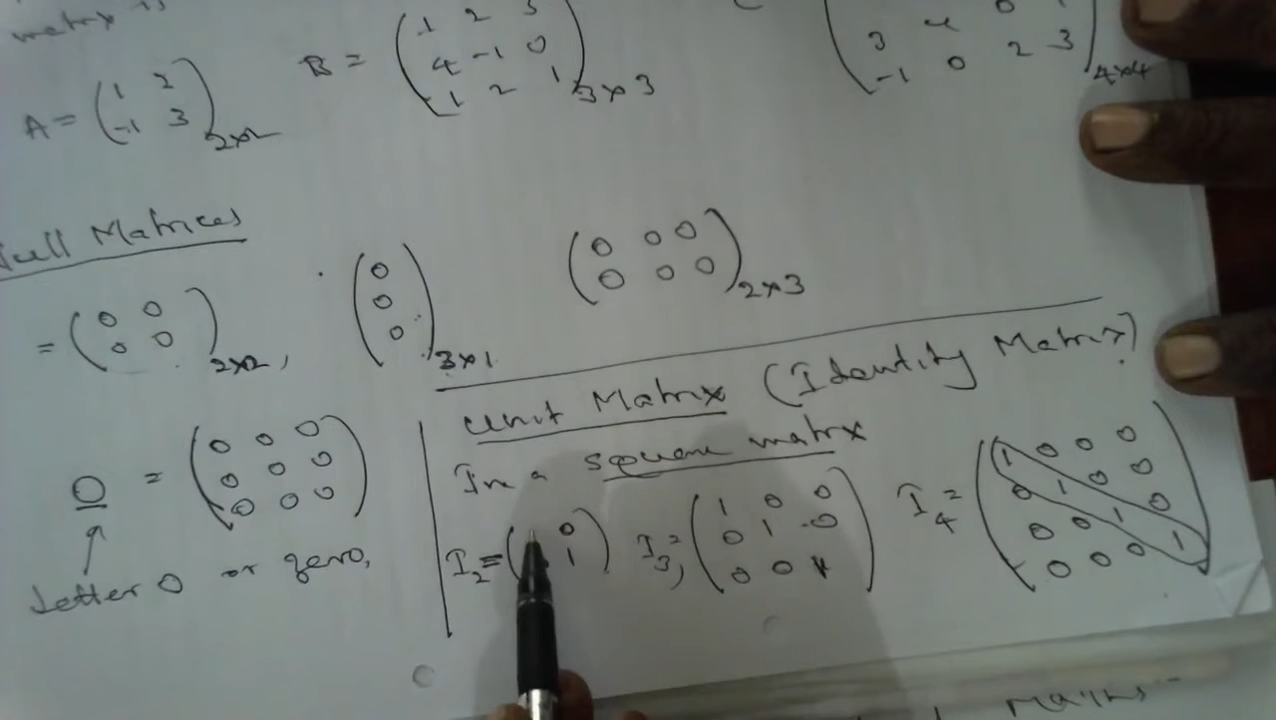 matrix is
A = ( 1 2
-1 3 ) 2×2
B = ( 1 2 3
4 -1 0
1 2 1 ) 3×3
3 4 0
-1 0 2 3 ) 4×4
Null Matrices
= ( 0 0
0 0 ) 2×2,
( 0
0
0 ) 3×1
( 0 0 0
0 0 0 ) 2×3
O = ( 0 0 0
0 0 0
0 0 0 )
Letter O or zero,
Unit Matrix (Identity Matrix)
In a square matrix
I2 = ( 0
1 )
I3 = ( 1 0 0
0 1 0
0 0 1 )
I4 = ( 1 0 0 0
0 1 0 0
0 0 1 0
0 0 0 1 )
Maths